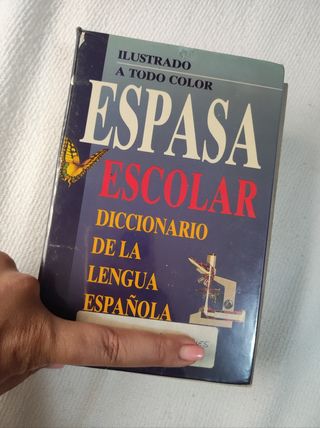 ILUSTRADO
A TODO COLOR
ESPASA
ESCOLAR
DICCIONARIO
DE LA
LENGUA
ESPAÑOLA